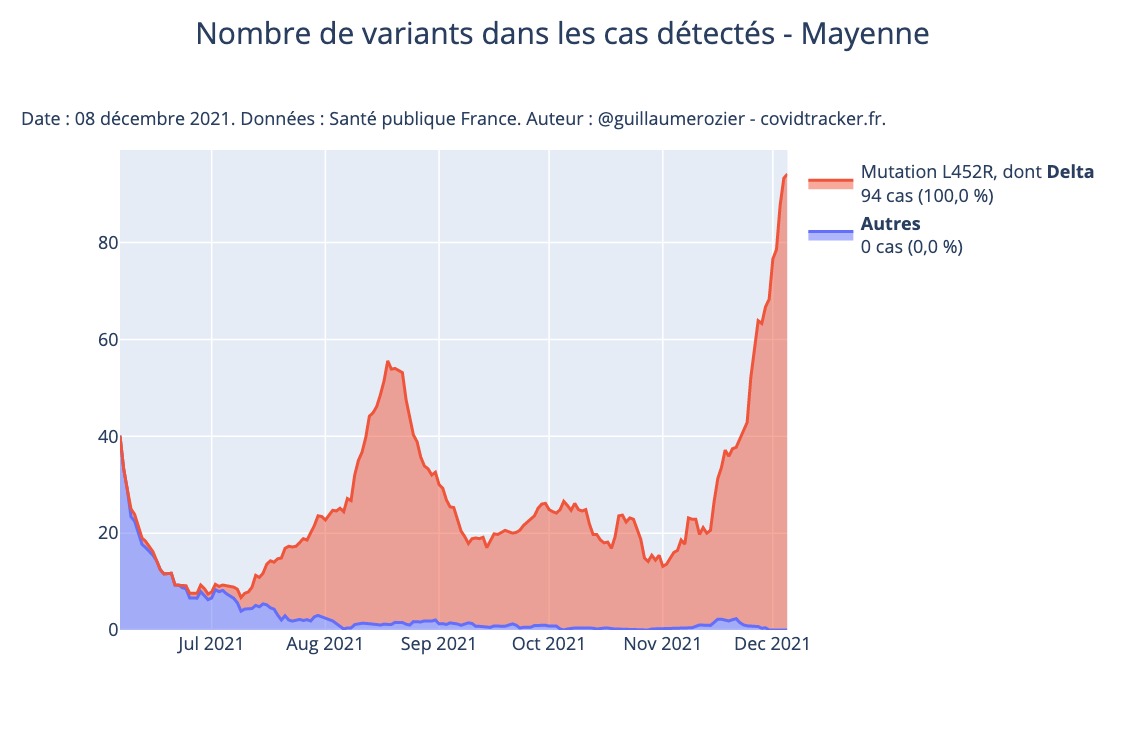 Nombre de variants dans les cas détectés - Mayenne
Date : 08 décembre 2021. Données : Santé publique France. Auteur : @guillaumerozier - covidtracker.fr.
Mutation L452R, dont Delta
94 cas (100,0 %)
Autres
0 cas (0,0 %)
80
60
40
20
0
Jul 2021 Aug 2021 Sep 2021 Oct 2021 Nov 2021 Dec 2021